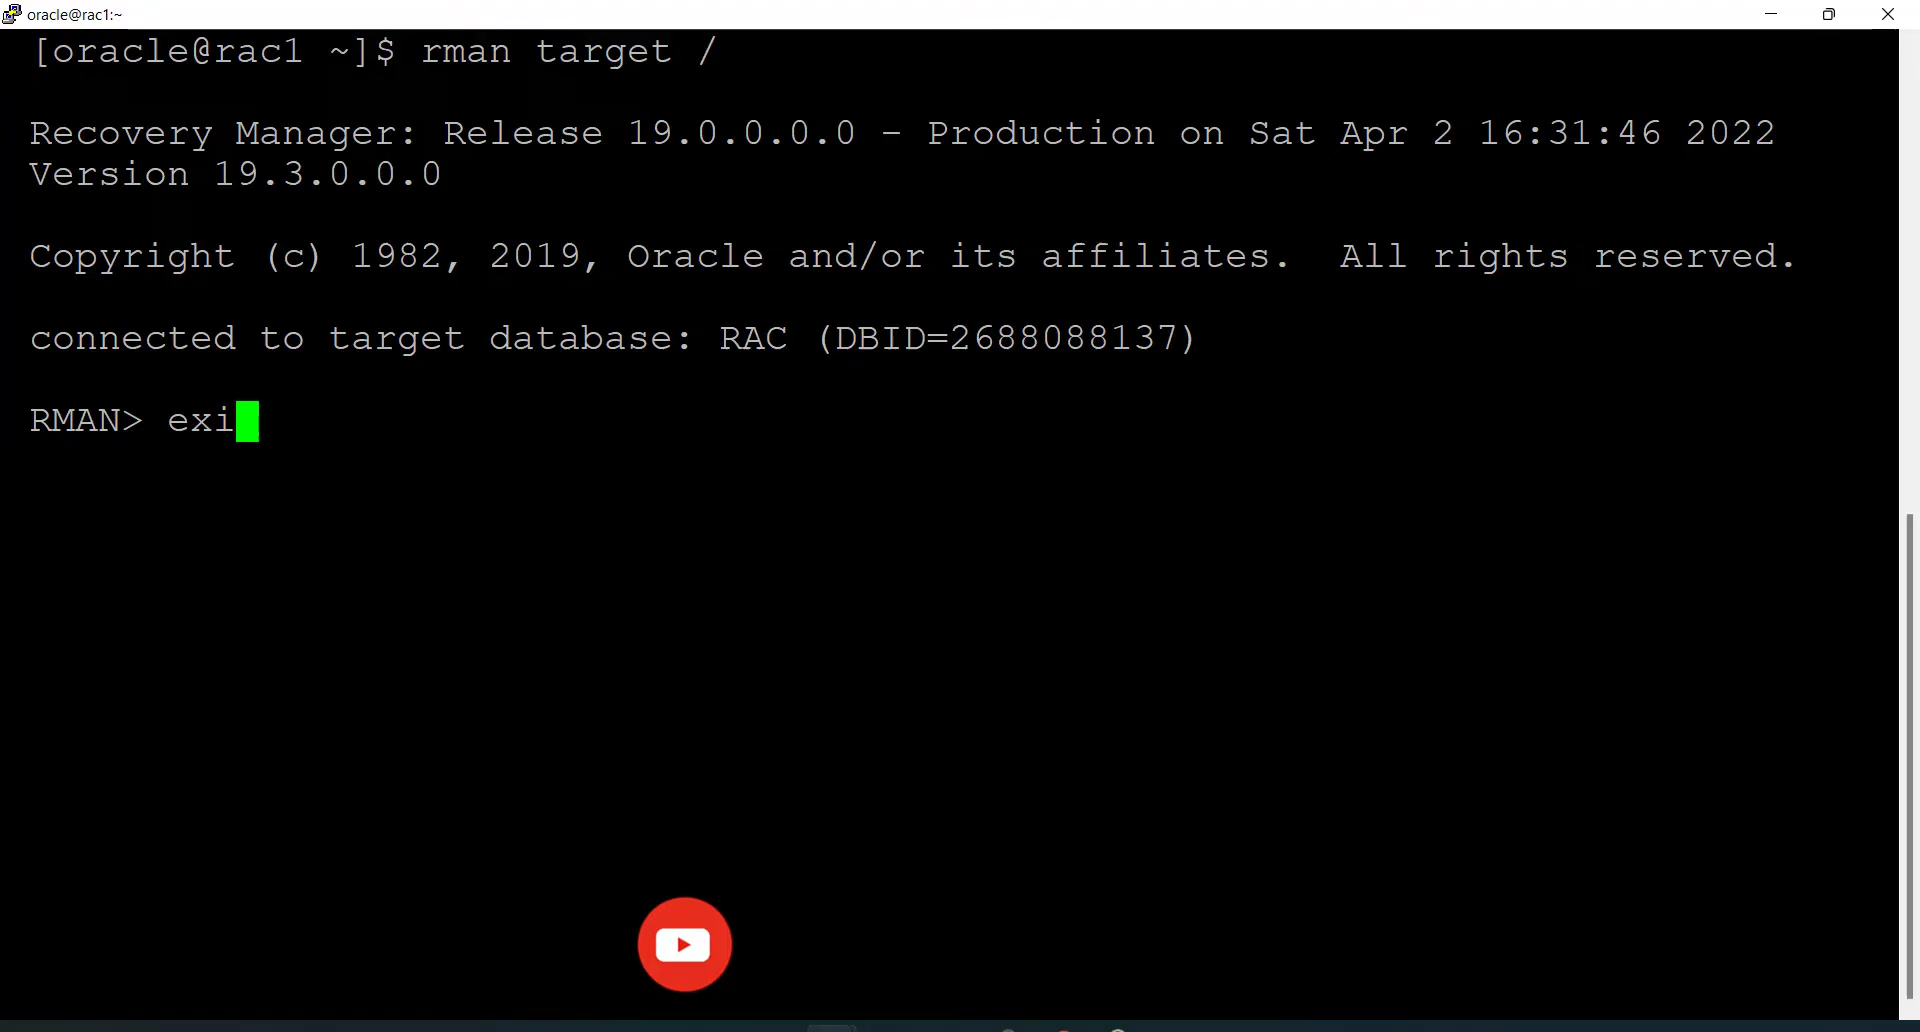 oracle@rac1:~
[oracle@rac1 ~]$ rman target /
Recovery Manager: Release 19.0.0.0.0 - Production on Sat Apr 2 16:31:46 2022
Version 19.3.0.0.0
Copyright (c) 1982, 2019, Oracle and/or its affiliates.  All rights reserved.
connected to target database: RAC (DBID=2688088137)
RMAN> exi